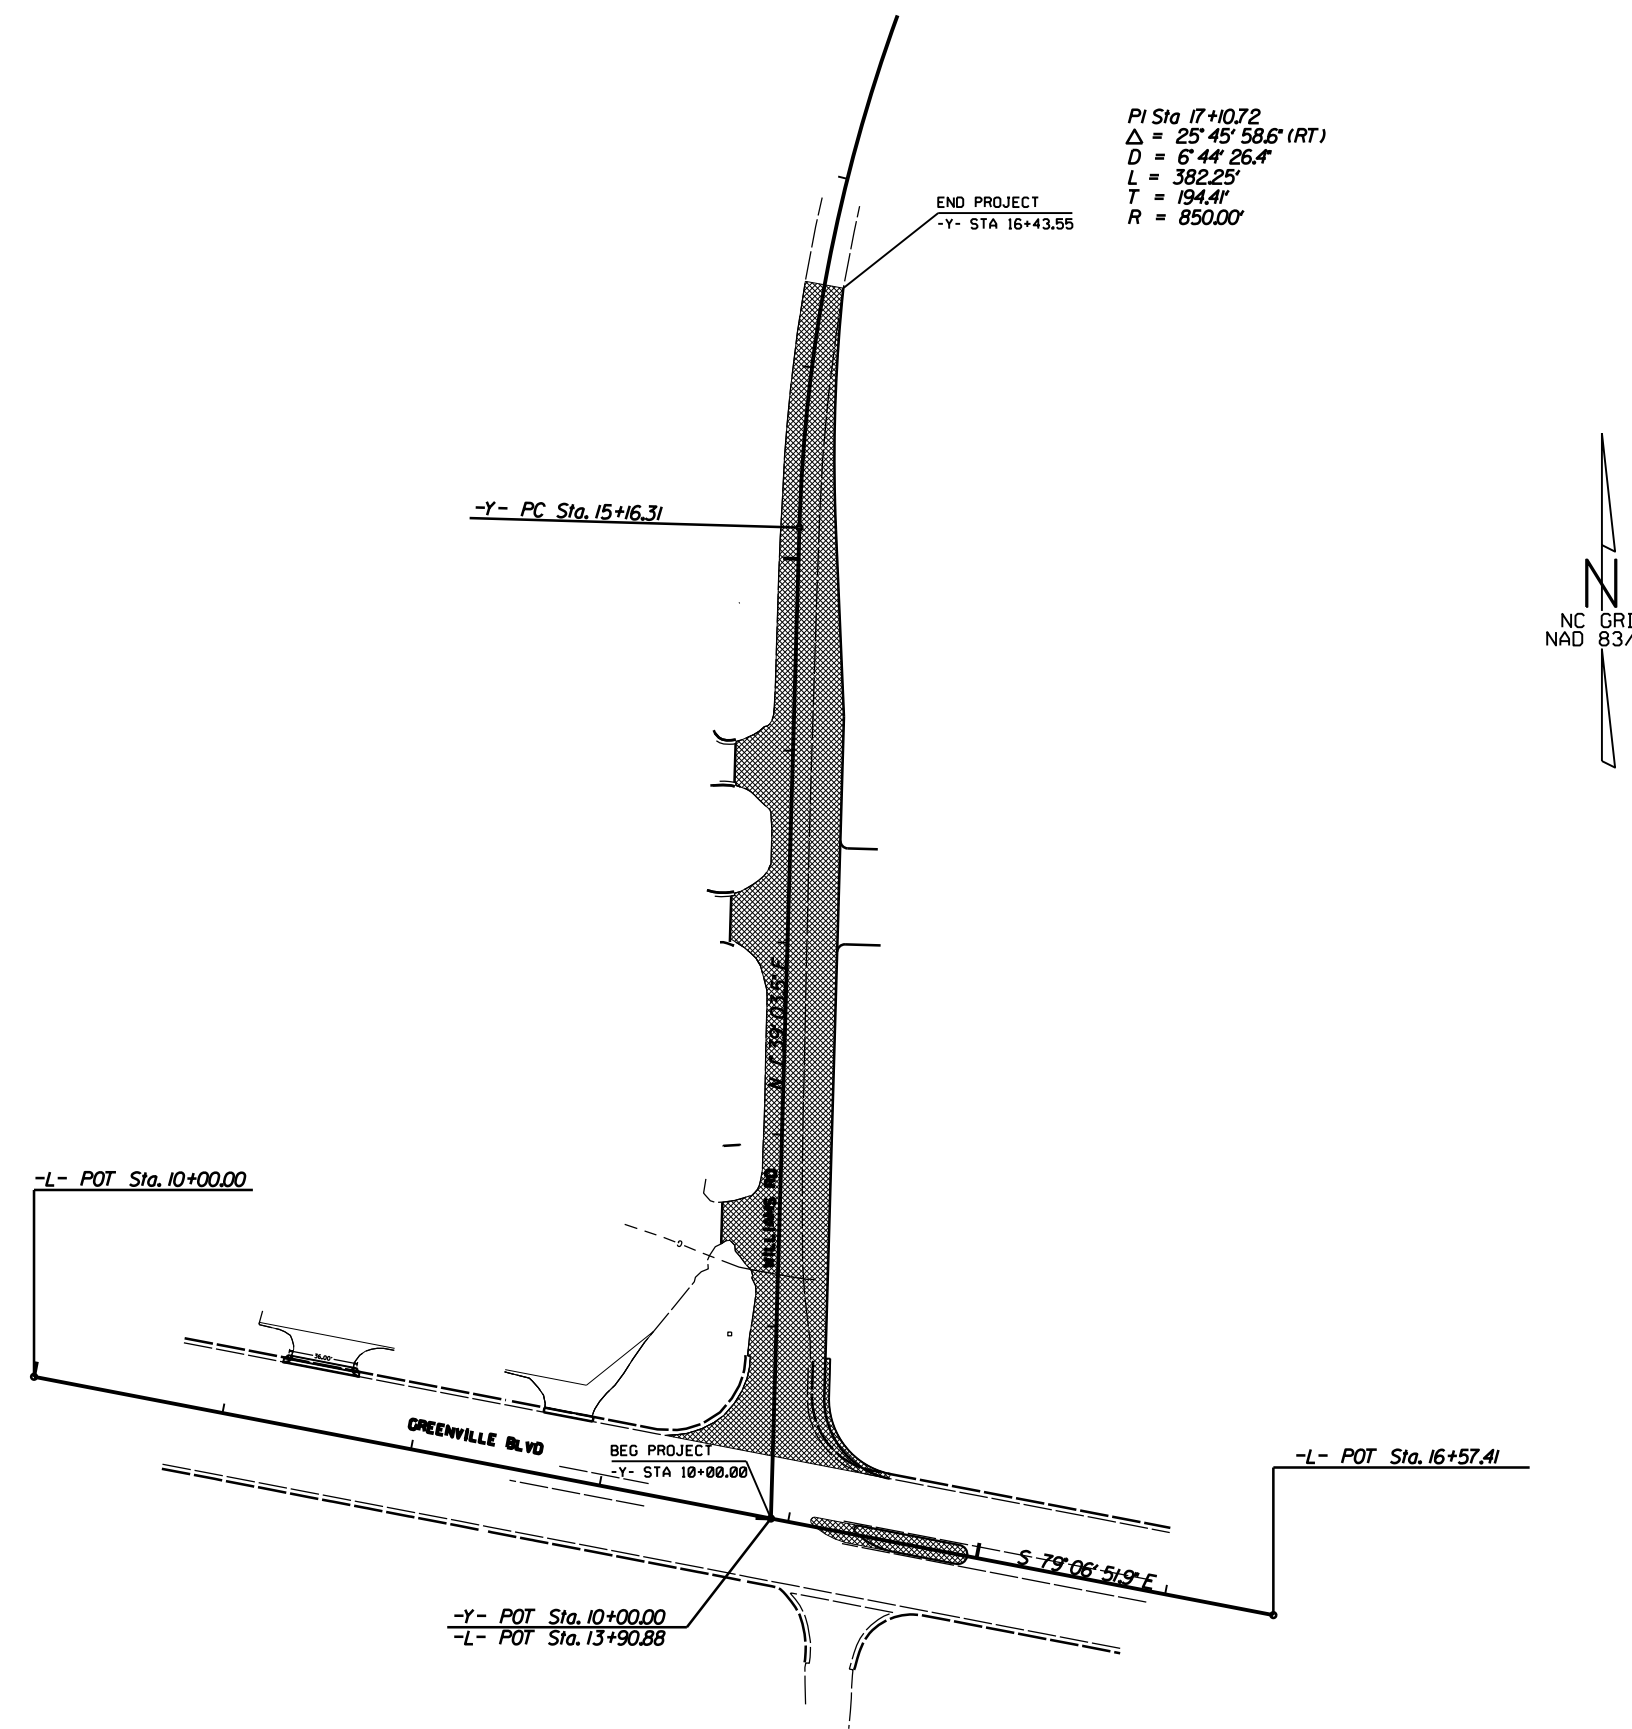 PI Sta 17+10.72
Δ = 25° 45' 58.6" (RT)
D = 6° 44' 26.4"
L = 382.25'
T = 194.41'
R = 850.00'
END PROJECT
-Y- STA 16+43.55
-Y- PC Sta. 15+16.31
N
NC GRI
NAD 83/
N 1° 39' 03.5" E
WILLIAMS RD
-L- POT Sta. 10+00.00
36.00'
GREENVILLE BLVD
BEG PROJECT
-Y- STA 10+00.00
-L- POT Sta. 16+57.41
S 79° 06' 51.9" E
-Y- POT Sta. 10+00.00
-L- POT Sta. 13+90.88